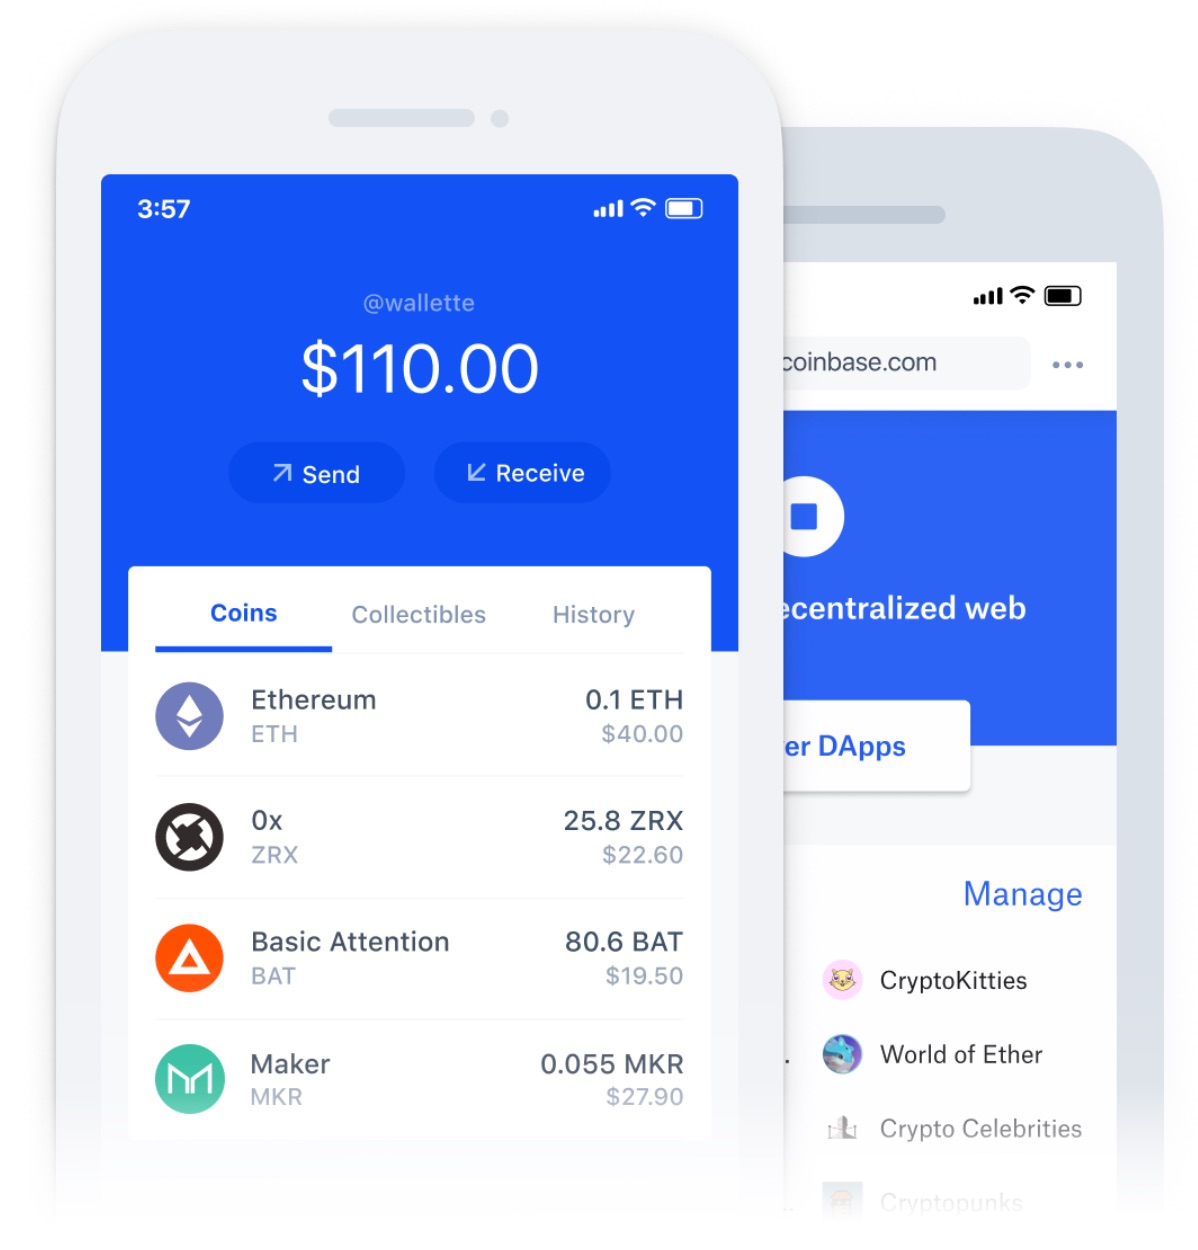 3:57
@wallette
$110.00
Send
Receive
Coins
Collectibles
History
Ethereum
0.1 ETH
ETH
$40.00
0x
25.8 ZRX
ZRX
$22.60
Basic Attention
80.6 BAT
BAT
$19.50
Maker
0.055 MKR
MKR
$27.90
coinbase.com
ecentralized web
er DApps
Manage
CryptoKitties
World of Ether
Crypto Celebrities
Cryptopunks